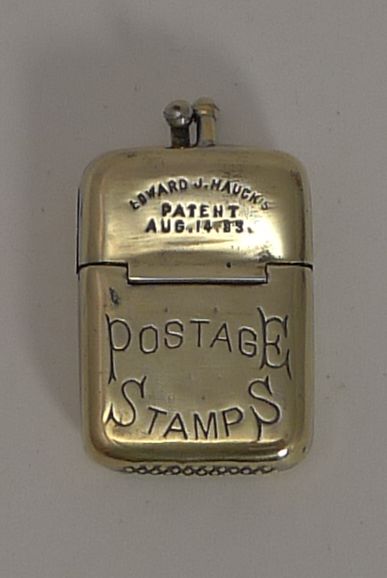 EDWARD J. HAUCK'S
PATENT
AUG. 14. 83.
POSTAGE
STAMPS